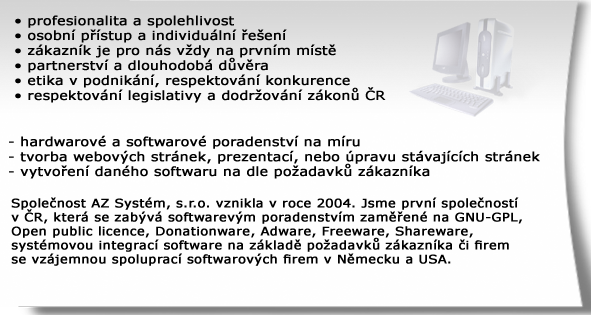 • profesionalita a spolehlivost
• osobní přístup a individuální řešení
• zákazník je pro nás vždy na prvním místě
• partnerství a dlouhodobá důvěra
• etika v podnikání, respektování konkurence
• respektování legislativy a dodržování zákonů ČR
- hardwarové a softwarové poradenství na míru
- tvorba webových stránek, prezentací, nebo úpravu stávajících stránek
- vytvoření daného softwaru na dle požadavků zákazníka
Společnost AZ Systém, s.r.o. vznikla v roce 2004. Jsme první společností
v ČR, která se zabývá softwarevým poradenstvím zaměřené na GNU-GPL,
Open public licence, Donationware, Adware, Freeware, Shareware,
systémovou integrací software na základě požadavků zákazníka či firem
se vzájemnou spoluprací softwarových firem v Německu a USA.